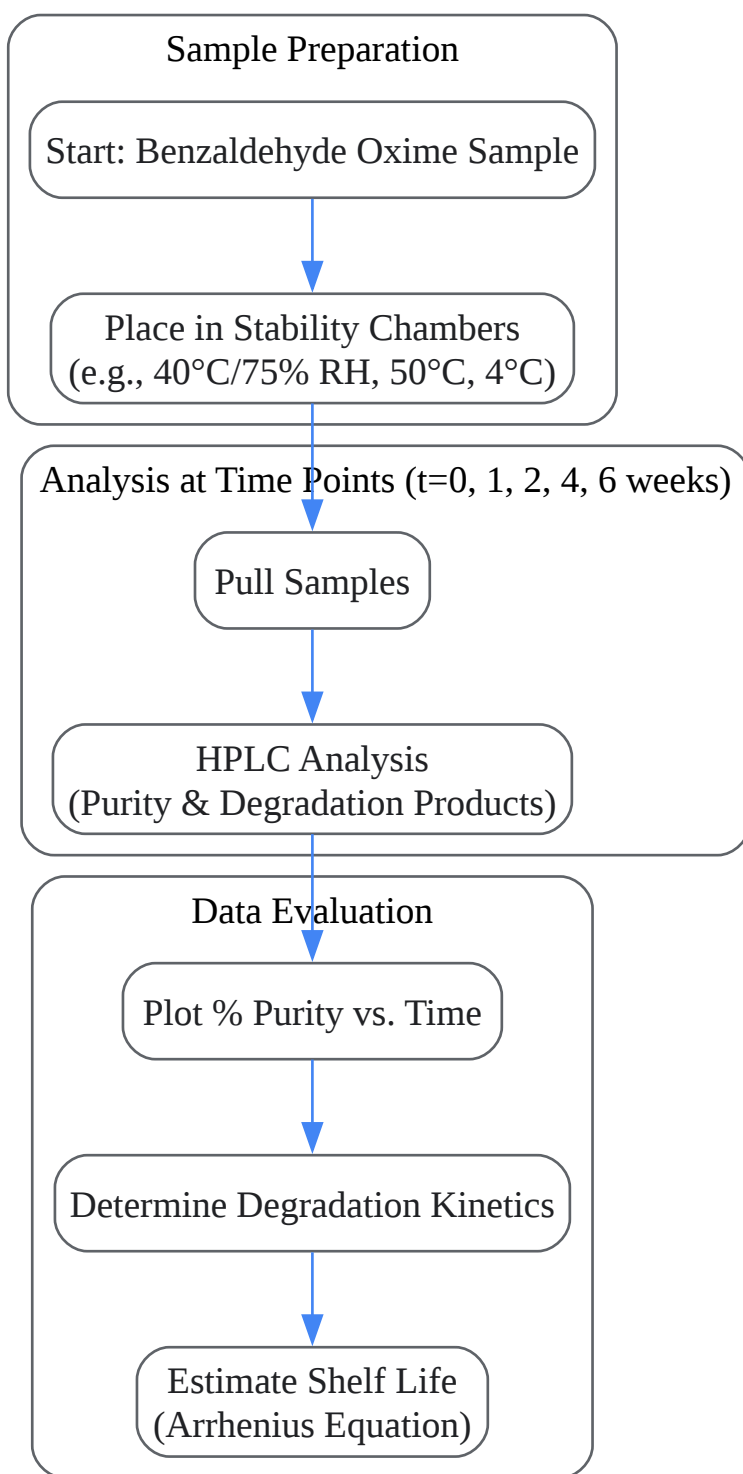 Sample Preparation
Start: Benzaldehyde Oxime Sample
Place in Stability Chambers
(e.g., 40°C/75% RH, 50°C, 4°C)
Analysis at Time Points (t=0, 1, 2, 4, 6 weeks)
Pull Samples
HPLC Analysis
(Purity & Degradation Products)
Data Evaluation
Plot % Purity vs. Time
Determine Degradation Kinetics
Estimate Shelf Life
(Arrhenius Equation)